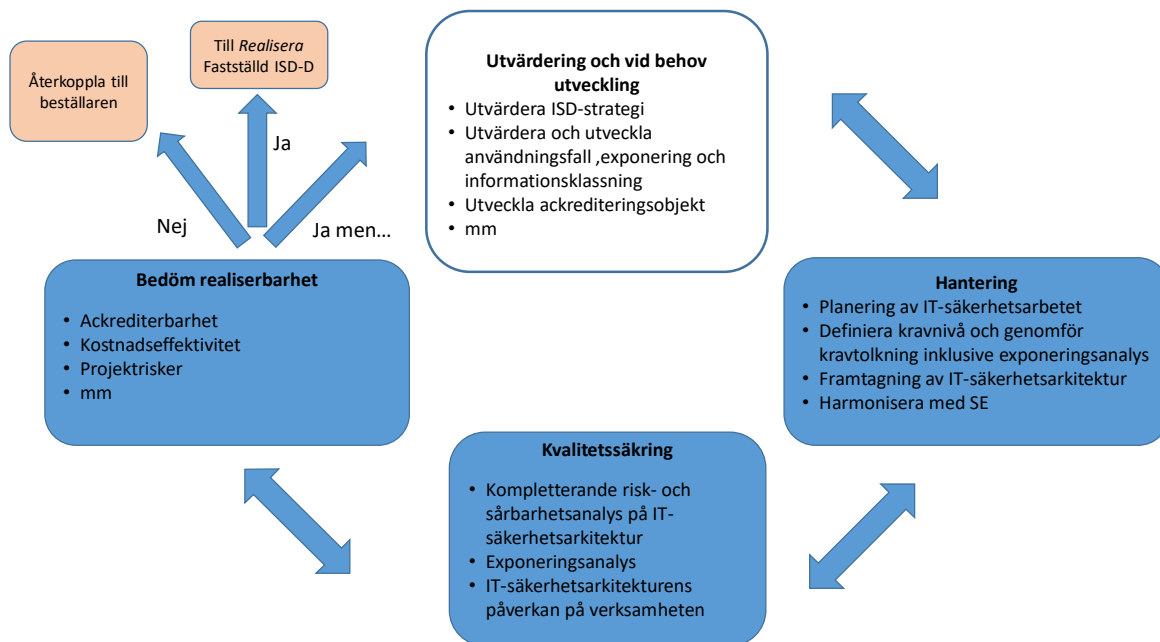 Återkoppla till
beställaren
Till Realisera
Fastställd ISD-D
Nej
Ja
Ja men…
Utvärdering och vid behov
utveckling
• Utvärdera ISD-strategi
• Utvärdera och utveckla
användningsfall ,exponering och
informationsklassning
• Utveckla ackrediteringsobjekt
• mm
Bedöm realiserbarhet
• Ackrediterbarhet
• Kostnadseffektivitet
• Projektrisker
• mm
Hantering
• Planering av IT-säkerhetsarbetet
• Definiera kravnivå och genomför
kravtolkning inklusive exponeringsanalys
• Framtagning av IT-säkerhetsarkitektur
• Harmonisera med SE
Kvalitetssäkring
• Kompletterande risk- och
sårbarhetsanalys på IT-
säkerhetsarkitektur
• Exponeringsanalys
• IT-säkerhetsarkitekturens
påverkan på verksamheten